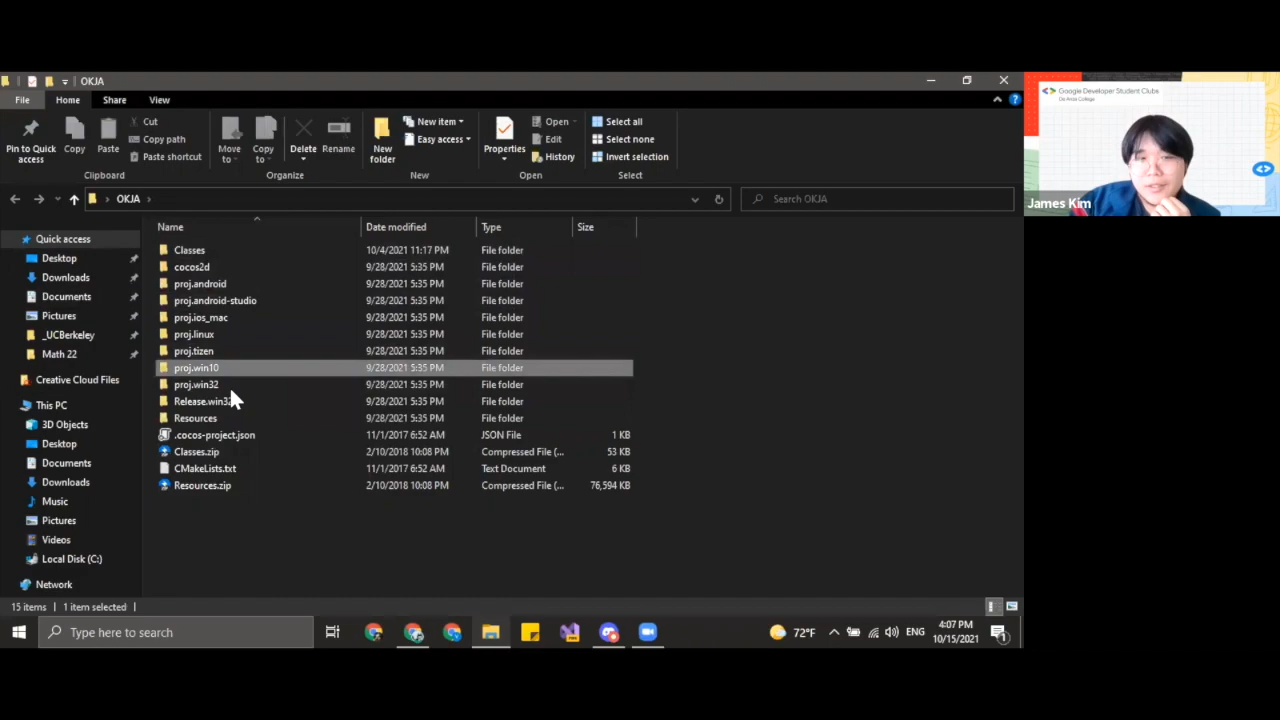 OKJA
File Home Share View
Pin to Quick access
Copy
Paste
Cut
Copy path
Paste shortcut
Clipboard
Move to
Copy to
Delete
Rename
Organize
New folder
New item
Easy access
New
Properties
Open
Edit
History
Open
Select all
Select none
Invert selection
Select
OKJA
Search OKJA
Name Date modified Type Size
Classes 10/4/2021 11:17 PM File folder
cocos2d 9/28/2021 5:35 PM File folder
proj.android 9/28/2021 5:35 PM File folder
proj.android-studio 9/28/2021 5:35 PM File folder
proj.ios_mac 9/28/2021 5:35 PM File folder
proj.linux 9/28/2021 5:35 PM File folder
proj.tizen 9/28/2021 5:35 PM File folder
proj.win10 9/28/2021 5:35 PM File folder
proj.win32 9/28/2021 5:35 PM File folder
Release.win32 9/28/2021 5:35 PM File folder
Resources 9/28/2021 5:35 PM File folder
.cocos-project.json 11/1/2017 6:52 AM JSON File 1 KB
Classes.zip 2/10/2018 10:08 PM Compressed File (... 53 KB
CMakeLists.txt 11/1/2017 6:52 AM Text Document 6 KB
Resources.zip 2/10/2018 10:08 PM Compressed File (... 76,594 KB
Quick access
Desktop
Downloads
Documents
Pictures
_UCBerkeley
Math 22
Creative Cloud Files
This PC
3D Objects
Desktop
Documents
Downloads
Music
Pictures
Videos
Local Disk (C:)
Network
15 items 1 item selected
Type here to search
72°F
ENG
4:07 PM
10/15/2021
1
Google Developer Student Clubs
De Anza College
James Kim